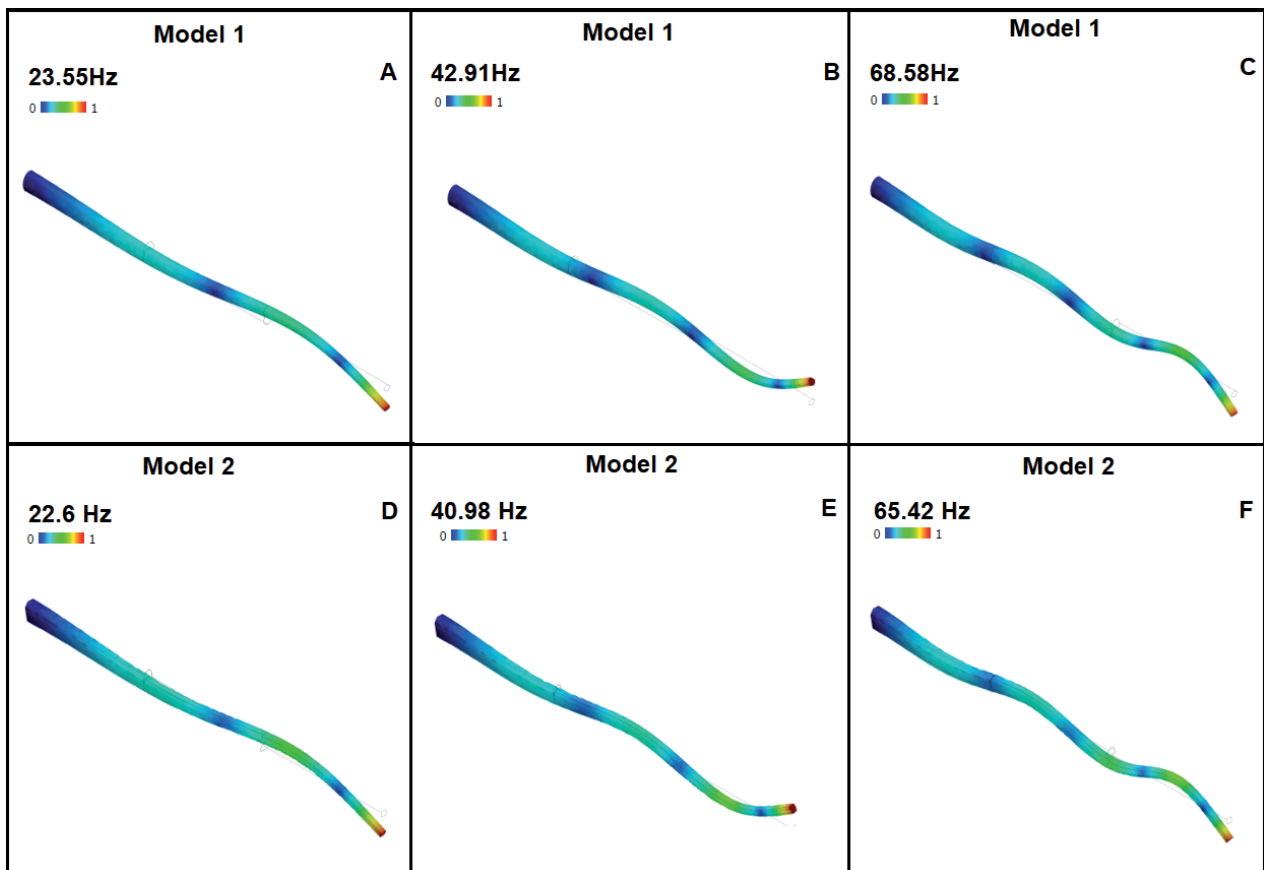 Model 1
23.55Hz
A
0 1
Model 1
42.91Hz
B
0 1
Model 1
68.58Hz
C
0 1
Model 2
22.6 Hz
D
0 1
Model 2
40.98 Hz
E
0 1
Model 2
65.42 Hz
F
0 1